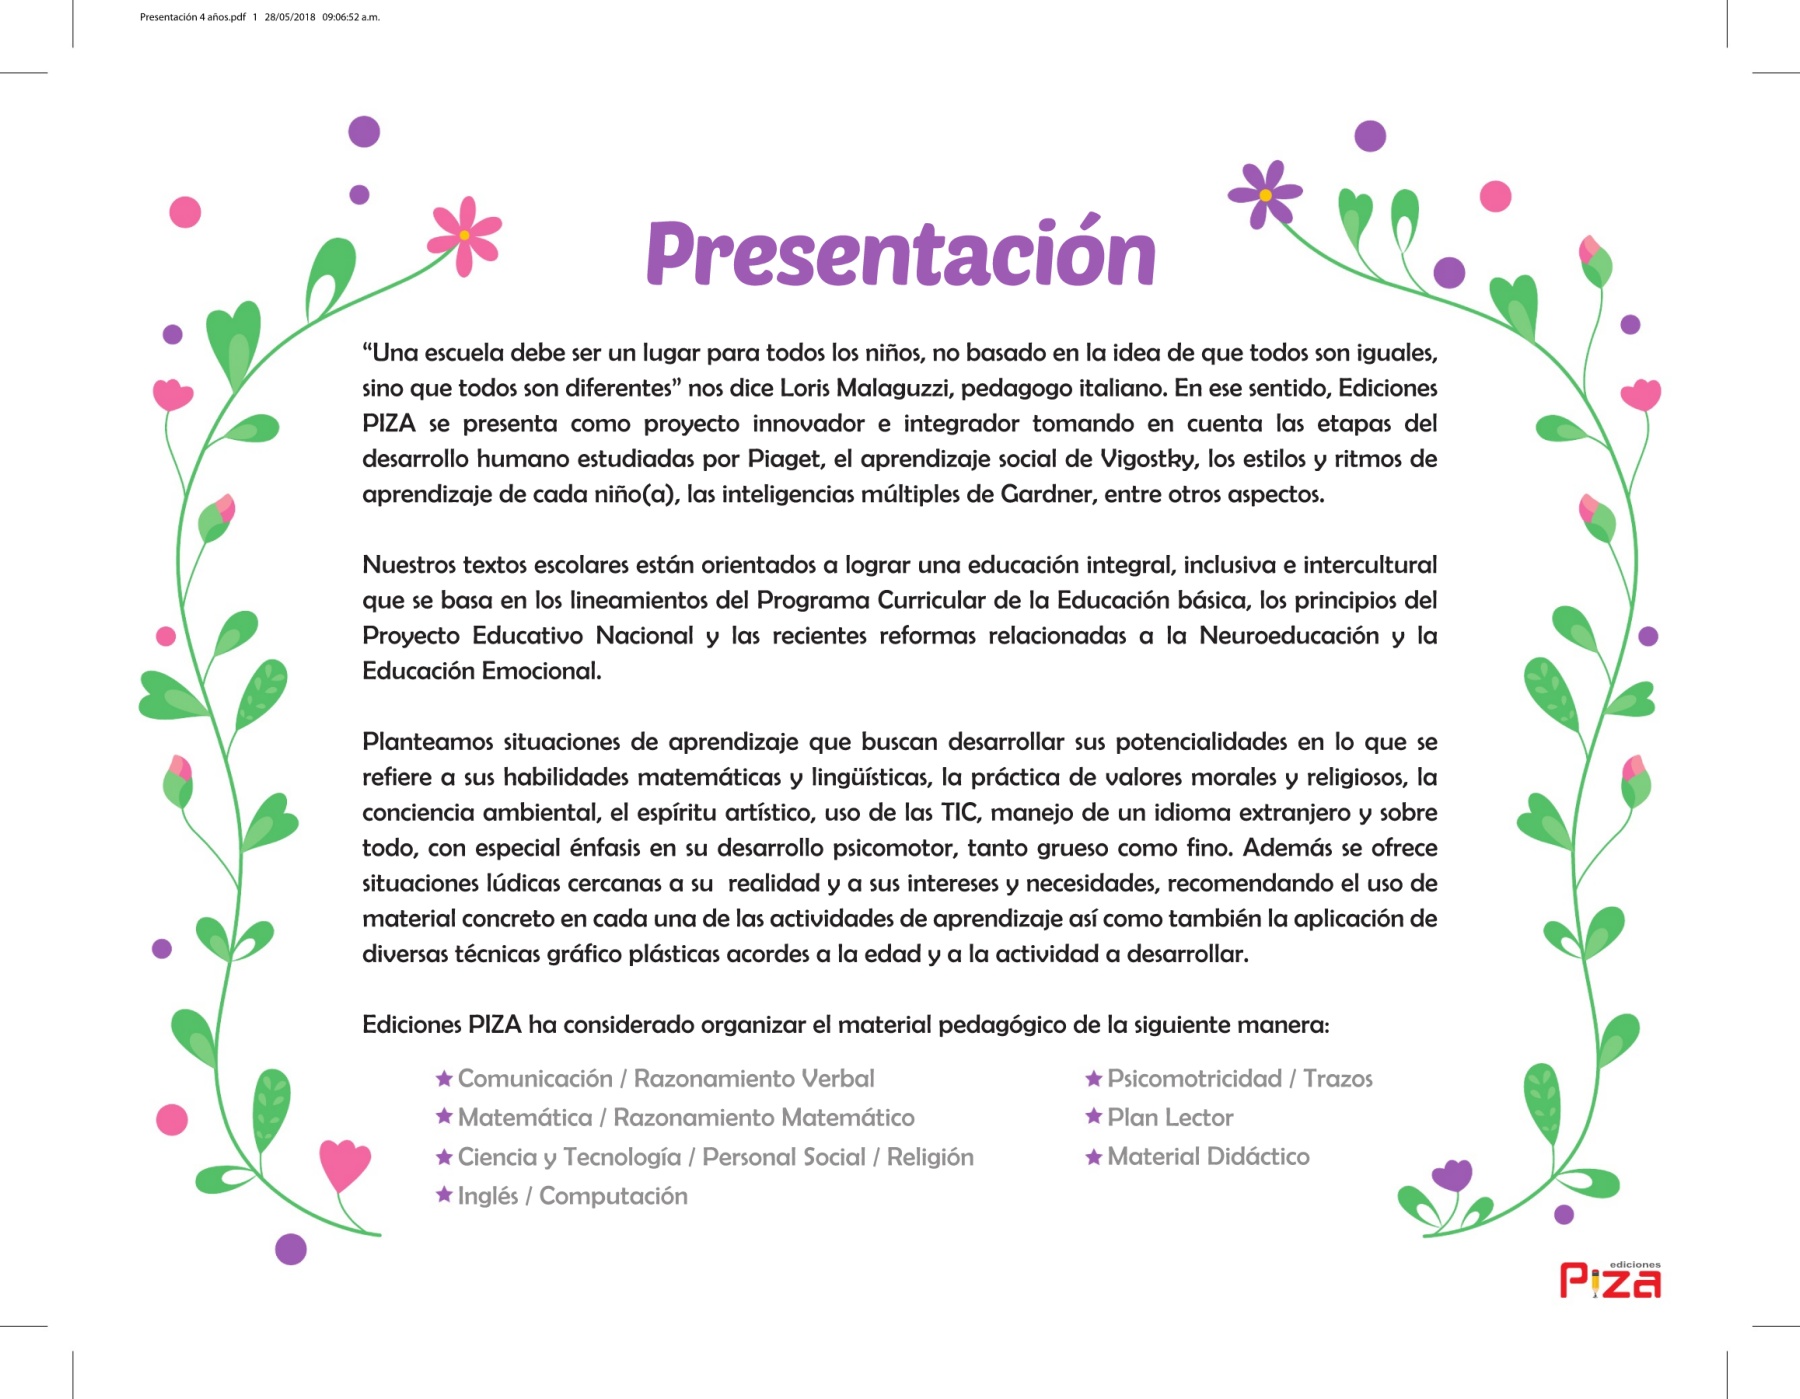 Presentación 4 años.pdf 1 28/05/2018 09:06:52 a.m.
Presentación
“Una escuela debe ser un lugar para todos los niños, no basado en la idea de que todos son iguales,
sino que todos son diferentes” nos dice Loris Malaguzzi, pedagogo italiano. En ese sentido, Ediciones
PIZA se presenta como proyecto innovador e integrador tomando en cuenta las etapas del
desarrollo humano estudiadas por Piaget, el aprendizaje social de Vigostky, los estilos y ritmos de
aprendizaje de cada niño(a), las inteligencias múltiples de Gardner, entre otros aspectos.
Nuestros textos escolares están orientados a lograr una educación integral, inclusiva e intercultural
que se basa en los lineamientos del Programa Curricular de la Educación básica, los principios del
Proyecto Educativo Nacional y las recientes reformas relacionadas a la Neuroeducación y la
Educación Emocional.
Planteamos situaciones de aprendizaje que buscan desarrollar sus potencialidades en lo que se
refiere a sus habilidades matemáticas y lingüísticas, la práctica de valores morales y religiosos, la
conciencia ambiental, el espíritu artístico, uso de las TIC, manejo de un idioma extranjero y sobre
todo, con especial énfasis en su desarrollo psicomotor, tanto grueso como fino. Además se ofrece
situaciones lúdicas cercanas a su realidad y a sus intereses y necesidades, recomendando el uso de
material concreto en cada una de las actividades de aprendizaje así como también la aplicación de
diversas técnicas gráfico plásticas acordes a la edad y a la actividad a desarrollar.
Ediciones PIZA ha considerado organizar el material pedagógico de la siguiente manera:
Comunicación / Razonamiento Verbal
Matemática / Razonamiento Matemático
Ciencia y Tecnología / Personal Social / Religión
Inglés / Computación
Psicomotricidad / Trazos
Plan Lector
Material Didáctico
ediciones
Piza